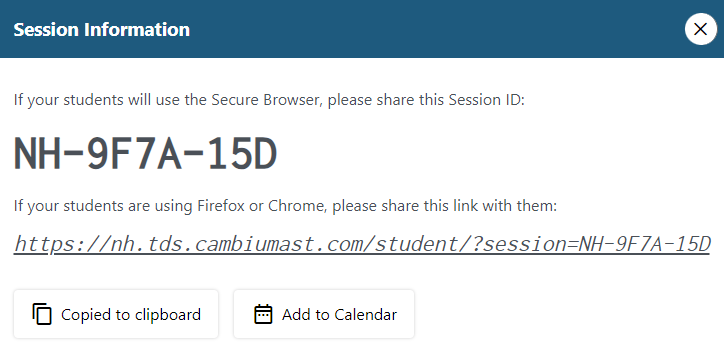 Session Information
If your students will use the Secure Browser, please share this Session ID:
NH-9F7A-15D
If your students are using Firefox or Chrome, please share this link with them:
https://nh.tds.cambiumast.com/student/?session=NH-9F7A-15D
Copied to clipboard
Add to Calendar